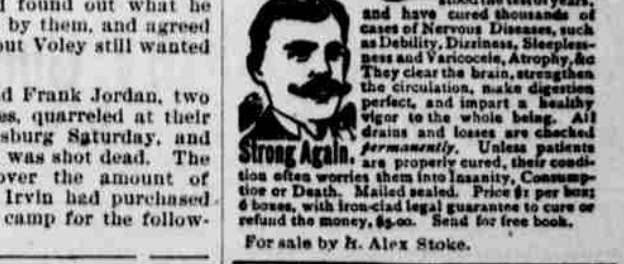 l found out what he
by them, and agreed
but Voley still wanted
d Frank Jordan, two
es, quarreled at their
sburg Saturday, and
was shot dead. The
over the amount of
Irvin had purchased
camp for the follow-
stood the test of years,
and have cured thousands of
cases of Nervous Diseases, such
as Debility, Dizziness, Sleepless-
ness and Varicocele, Atrophy, &c
They clear the brain, strengthen
the circulation, make digestion
perfect, and impart a healthy
vigor to the whole being. All
drains and losses are checked
permanently. Unless patients
Strong Again.
are properly cured, their condi-
tion often worries them into Insanity, Consump-
tion or Death. Mailed sealed. Price $1 per box;
6 boxes, with iron-clad legal guarantee to cure or
refund the money, $5.00. Send for free book.
For sale by H. Alex Stoke.